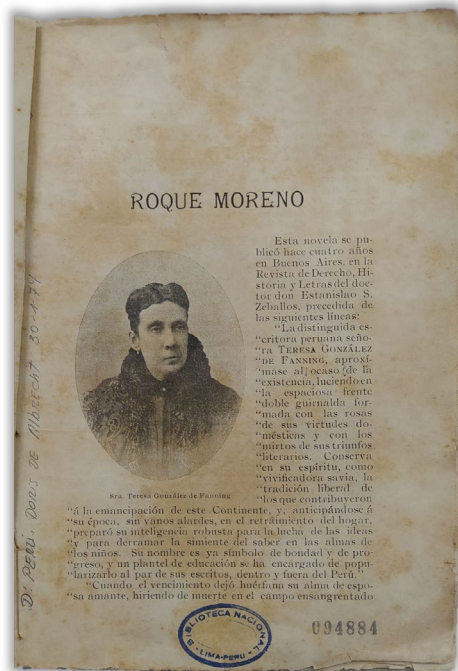 ROQUE MORENO
Esta novela se pu-
blicó hace cuatro años
en Buenos Aires, en la
Revista de Derecho, His-
storia y Letras del doc-
tor don Estanislao S.
Zeballos, precedida de
las siguientes líneas:
"La distinguida es-
"critora peruana seño-
"ra TERESA GONZÁLEZ
"DE FANNING, aproxí-
"mase al ocaso de la
"existencia, luciendo en
"la espaciosa frente
"doble guirnalda for-
"mada con las rosas
"de sus virtudes do-
"mésticas y con los
"mirtos de sus triunfos
"literarios. Conserva
"en su espíritu, como
"vivificadora savia, la
"tradición liberal de
"los que contribuyeron
Sra. Teresa González de Fanning
"á la emancipación de este Continente, y, anticipándose á
"su época, sin vanos alardes, en el retraimiento del hogar,
"preparó su inteligencia robusta para la lucha de las ideas
"y para derramar la simiente del saber en las almas de
"los niños. Su nombre es ya símbolo de bondad y de pro-
"greso, y un plantel de educación se ha encargado de popu-
"larizarlo al par de sus escritos, dentro y fuera del Perú."
"Cuando el vencimiento dejó huérfana su alma de espo-
"sa amante, hiriendo de muerte en el campo ensangrentado
BIBLIOTECA NACIONAL
-LIMA-PERU-
094884
DORIS DE Albrecht 30-1-74